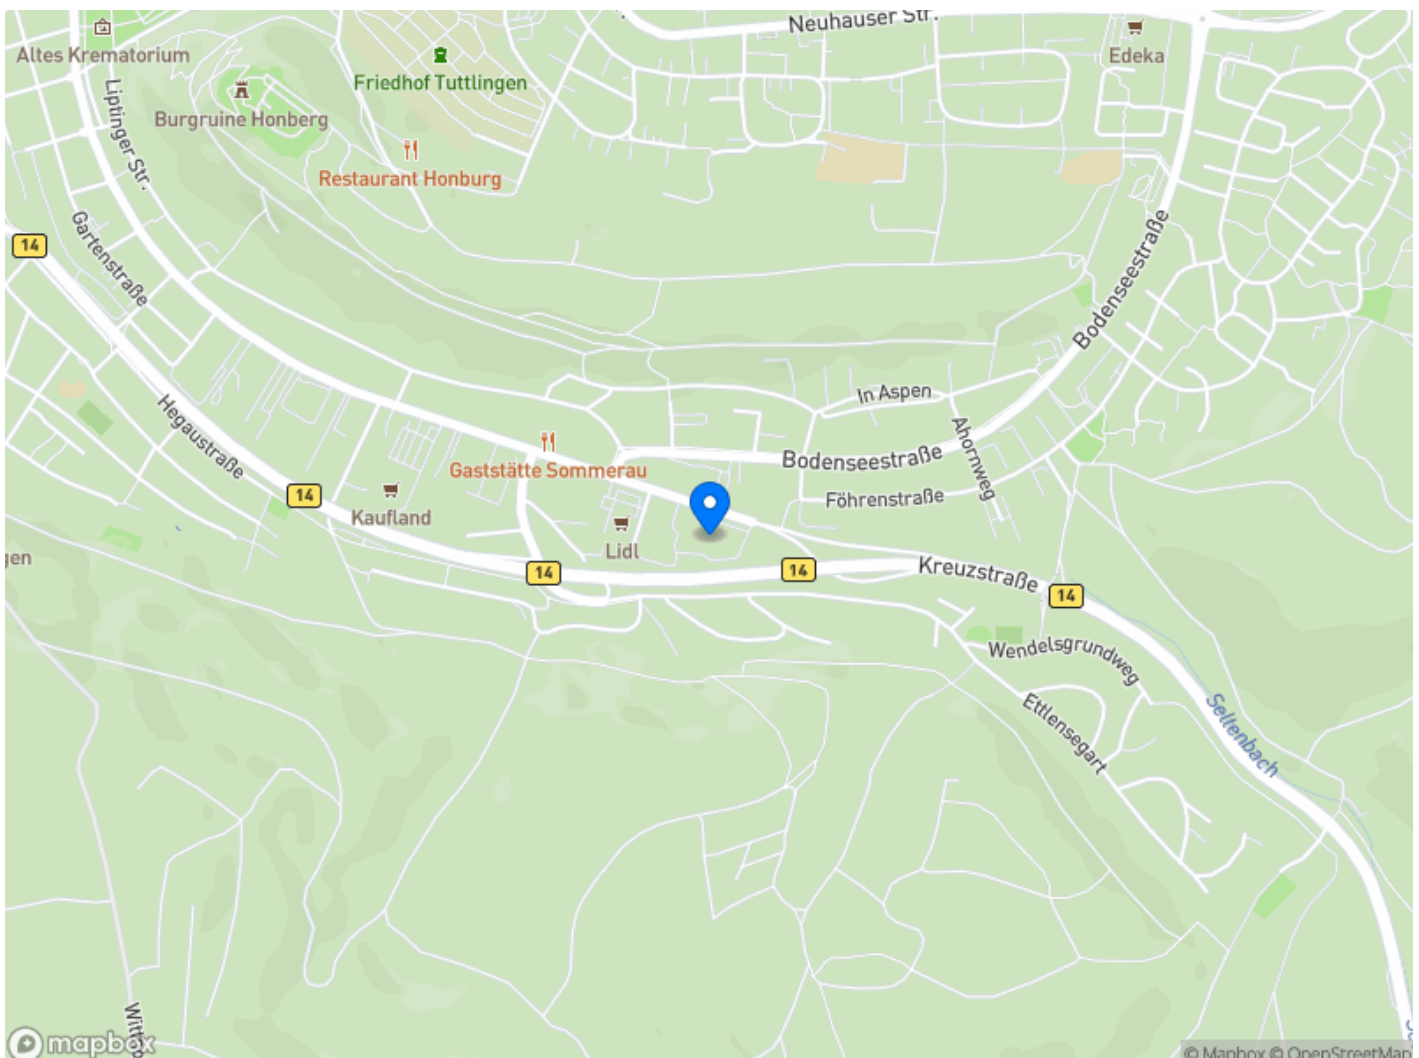 Neuhauser Str.
Altes Krematorium
Edeka
Friedhof Tuttlingen
Liptinger Str.
Burgruine Honberg
Restaurant Honburg
14
Gartenstraße
Bodenseestraße
In Aspen
Hegaustraße
Ahornweg
Gaststätte Sommerau
Bodenseestraße
14
Kaufland
Föhrenstraße
Lidl
gen
14
14
Kreuzstraße
14
Wendelsgrundweg
Ettlensegart
Seltenbach
mapbox
© Mapbox © OpenStreetMap